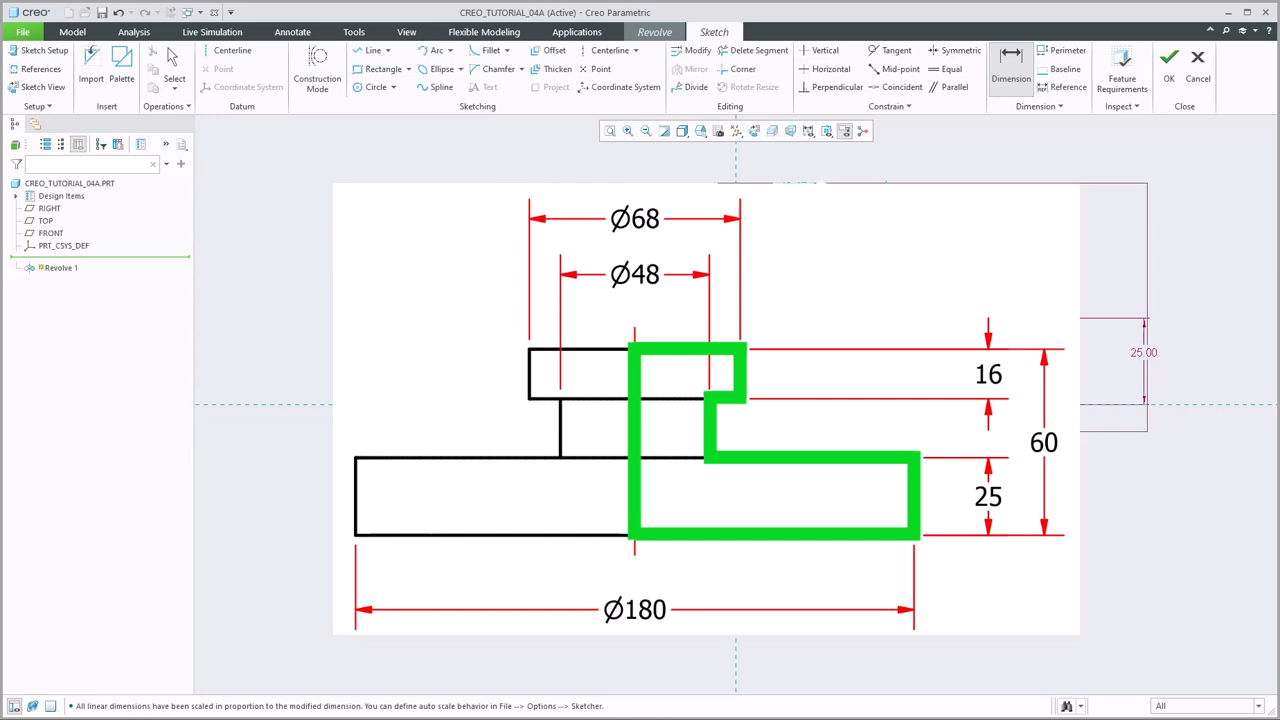 creo
CREO_TUTORIAL_04A (Active) - Creo Parametric
File Model Analysis Live Simulation Annotate Tools View Flexible Modeling Applications Revolve Sketch
Sketch Setup
References
Sketch View
Setup
Import
Palette
Insert
Select
Operations
Centerline
Point
Coordinate System
Datum
Construction Mode
Line Arc Fillet Offset Centerline
Rectangle Ellipse Chamfer Thicken Point
Circle Spline Text Project Coordinate System
Sketching
Modify Delete Segment
Mirror Corner
Divide Rotate Resize
Editing
Vertical Tangent Symmetric
Horizontal Mid-point Equal
Perpendicular Coincident Parallel
Constrain
Dimension
Perimeter
Baseline
Reference
Dimension
Feature Requirements
Inspect
OK
Cancel
Close
CREO_TUTORIAL_04A.PRT
Design Items
RIGHT
TOP
FRONT
PRT_CSYS_DEF
Revolve 1
Ø68
Ø48
16
60
25
Ø180
25.00
All linear dimensions have been scaled in proportion to the modified dimension. You can define auto scale behavior in File --> Options --> Sketcher.
All